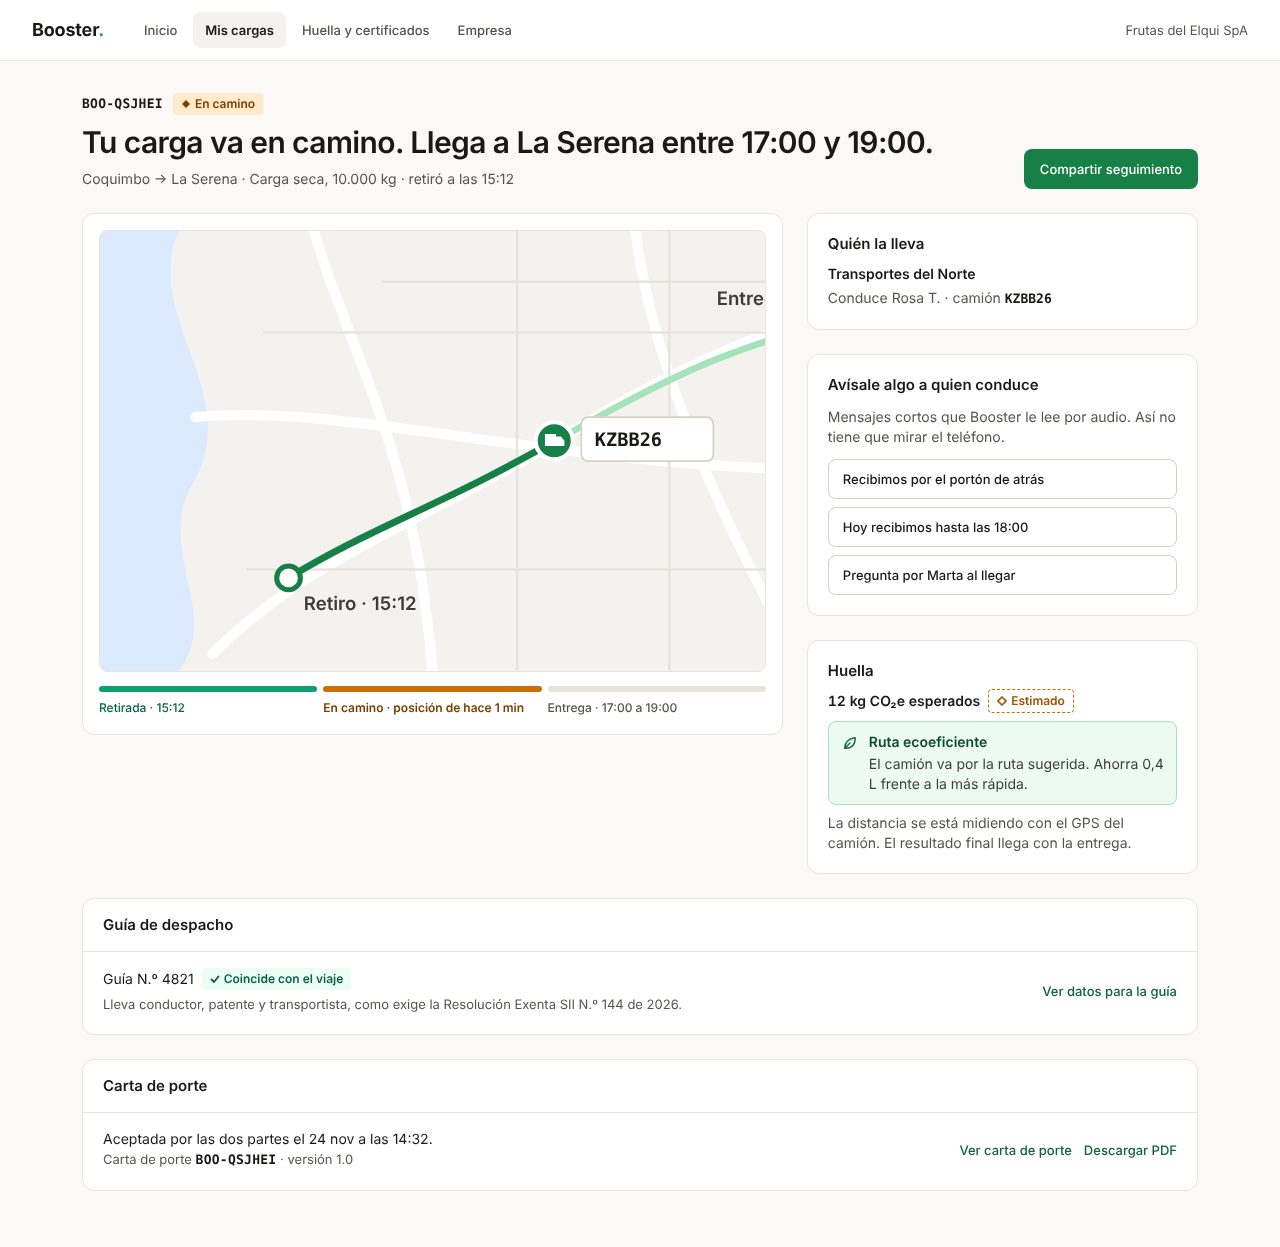 Booster.
Inicio
Mis cargas
Huella y certificados
Empresa
Frutas del Elqui SpA
BOO-QSJHEI
En camino
Tu carga va en camino. Llega a La Serena entre 17:00 y 19:00.
Coquimbo → La Serena · Carga seca, 10.000 kg · retiró a las 15:12
Compartir seguimiento
Entre
KZBB26
Retiro · 15:12
Retirada · 15:12
En camino · posición de hace 1 min
Entrega · 17:00 a 19:00
Quién la lleva
Transportes del Norte
Conduce Rosa T. · camión KZBB26
Avísale algo a quien conduce
Mensajes cortos que Booster le lee por audio. Así no
tiene que mirar el teléfono.
Recibimos por el portón de atrás
Hoy recibimos hasta las 18:00
Pregunta por Marta al llegar
Huella
12 kg CO₂e esperados
Estimado
Ruta ecoeficiente
El camión va por la ruta sugerida. Ahorra 0,4
L frente a la más rápida.
La distancia se está midiendo con el GPS del
camión. El resultado final llega con la entrega.
Guía de despacho
Guía N.º 4821
Coincide con el viaje
Lleva conductor, patente y transportista, como exige la Resolución Exenta SII N.º 144 de 2026.
Ver datos para la guía
Carta de porte
Aceptada por las dos partes el 24 nov a las 14:32.
Carta de porte BOO-QSJHEI · versión 1.0
Ver carta de porte
Descargar PDF